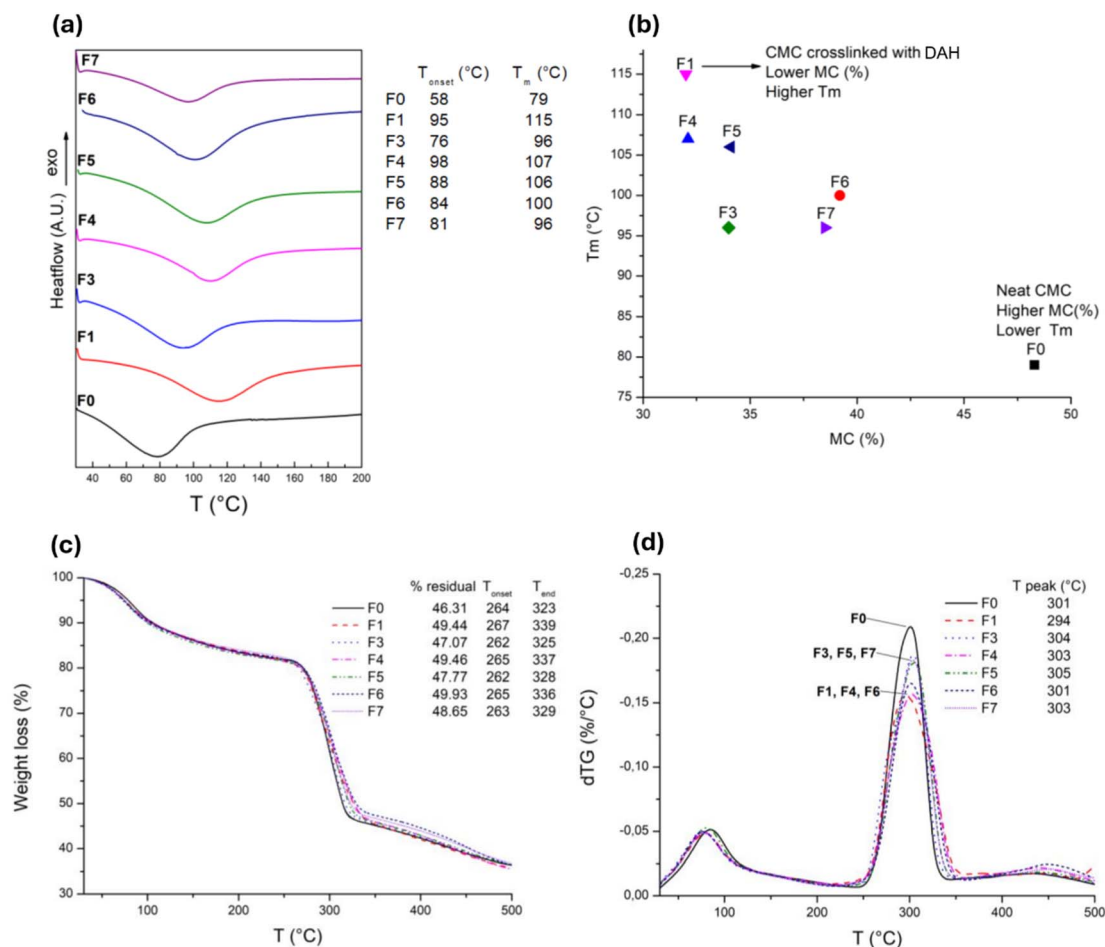 (a)
F7
F6
F5
F4
F3
F1
F0
Heatflow (A.U.) exo
40 60 80 100 120 140 160 180 200
T (°C)
Tonset (°C) Tm (°C)
F0 58 79
F1 95 115
F3 76 96
F4 98 107
F5 88 106
F6 84 100
F7 81 96
(b)
115
110
105
100
95
90
85
80
75
Tm (°C)
F1
CMC crosslinked with DAH
Lower MC (%)
Higher Tm
F4
F5
F6
F3
F7
Neat CMC
Higher MC(%)
Lower Tm
F0
30 35 40 45 50
MC (%)
(c)
100
90
80
70
60
50
40
30
Weight loss (%)
% residual Tonset Tend
F0 46.31 264 323
F1 49.44 267 339
F3 47.07 262 325
F4 49.46 265 337
F5 47.77 262 328
F6 49.93 265 336
F7 48.65 263 329
100 200 300 400 500
T (°C)
(d)
-0,25
-0,20
-0,15
-0,10
-0,05
0,00
dTG (%/°C)
F0
F3, F5, F7
F1, F4, F6
T peak (°C)
F0 301
F1 294
F3 304
F4 303
F5 305
F6 301
F7 303
100 200 300 400 500
T (°C)